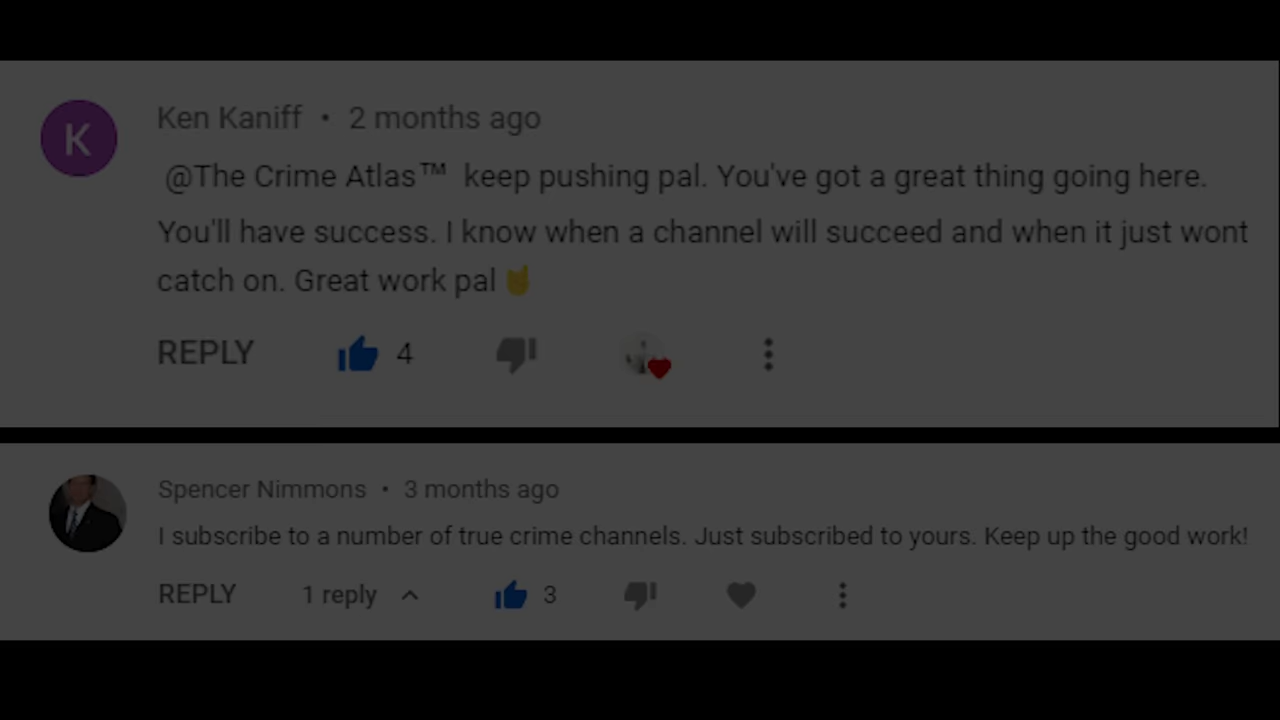 K
Ken Kaniff • 2 months ago
@The Crime Atlas™ keep pushing pal. You've got a great thing going here.
You'll have success. I know when a channel will succeed and when it just wont
catch on. Great work pal 🤘
REPLY 4
Spencer Nimmons • 3 months ago
I subscribe to a number of true crime channels. Just subscribed to yours. Keep up the good work!
REPLY 1 reply 3